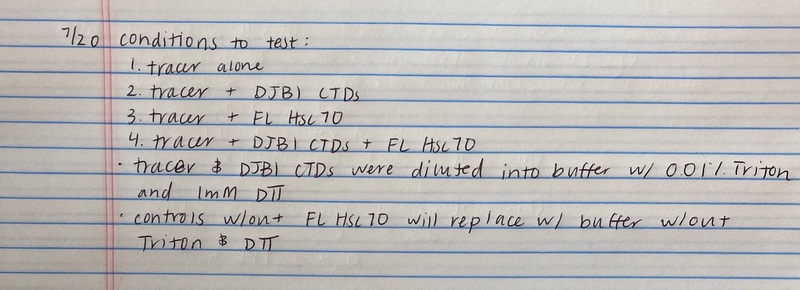 7/20 conditions to test:
1. tracer alone
2. tracer + DJB1 CTDs
3. tracer + FL Hsc70
4. tracer + DJB1 CTDs + FL Hsc70
· tracer & DJB1 CTDs were diluted into buffer w/ 0.01% Triton
and 1mM DTT
· controls w/out FL Hsc70 will replace w/ buffer w/out
Triton & DTT